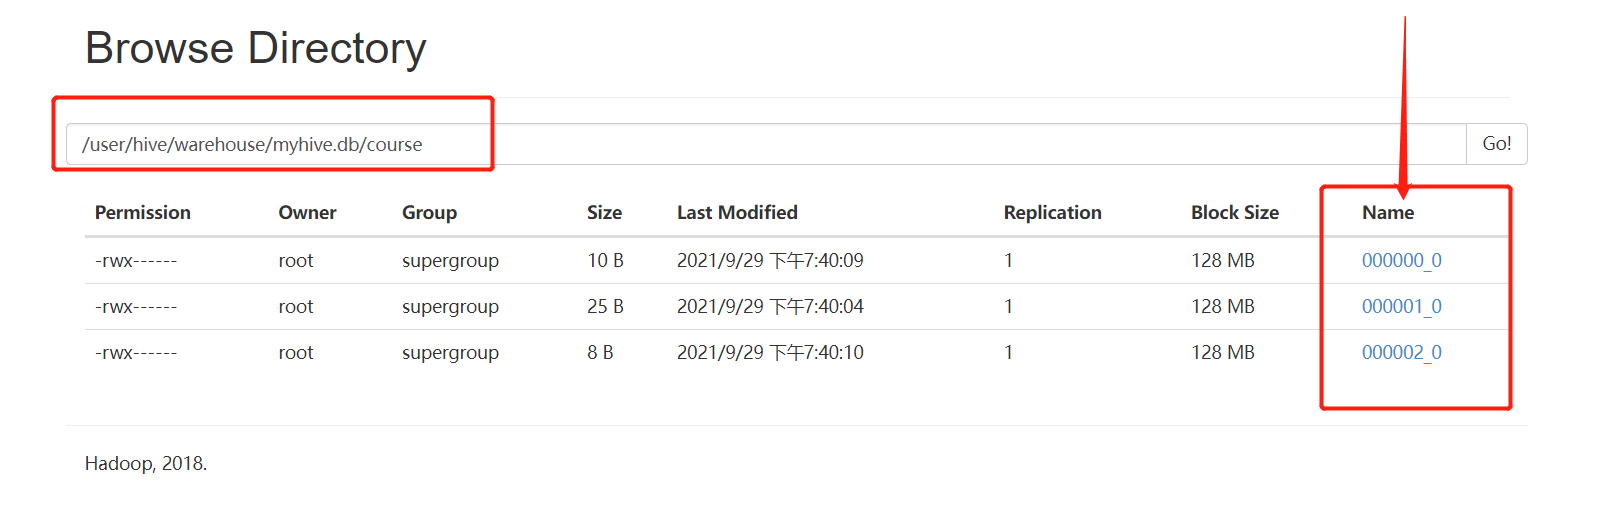 Browse Directory
/user/hive/warehouse/myhive.db/course Go!
Permission Owner Group Size Last Modified Replication Block Size Name
-rwx------ root supergroup 10 B 2021/9/29 下午7:40:09 1 128 MB 000000_0
-rwx------ root supergroup 25 B 2021/9/29 下午7:40:04 1 128 MB 000001_0
-rwx------ root supergroup 8 B 2021/9/29 下午7:40:10 1 128 MB 000002_0
Hadoop, 2018.